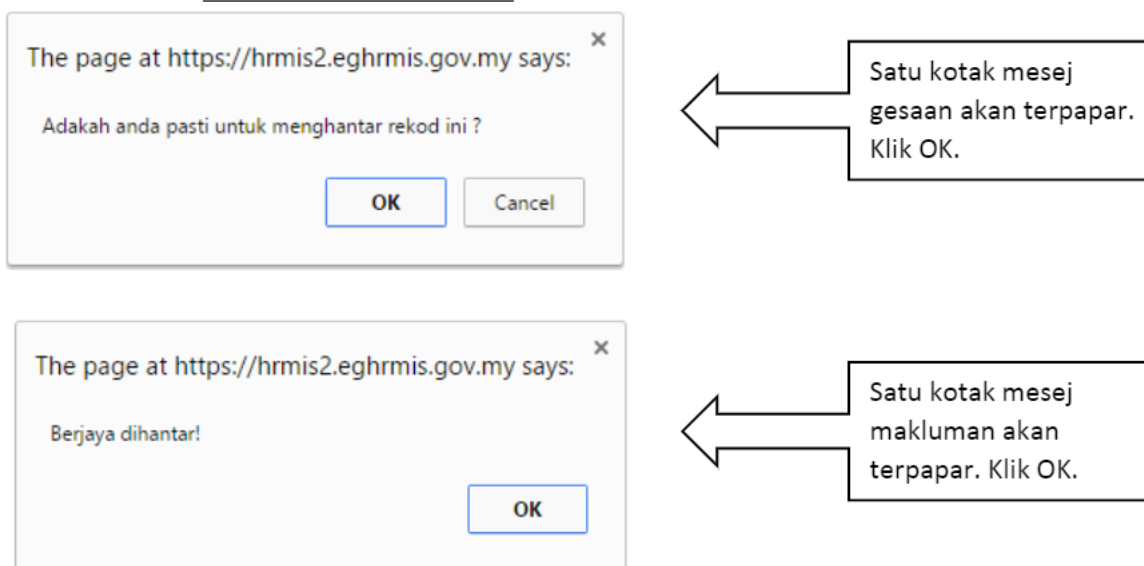 The page at https://hrmis2.eghrmis.gov.my says:
Adakah anda pasti untuk menghantar rekod ini ?
OK
Cancel
Satu kotak mesej
gesaan akan terpapar.
Klik OK.
The page at https://hrmis2.eghrmis.gov.my says:
Berjaya dihantar!
OK
Satu kotak mesej
makluman akan
terpapar. Klik OK.